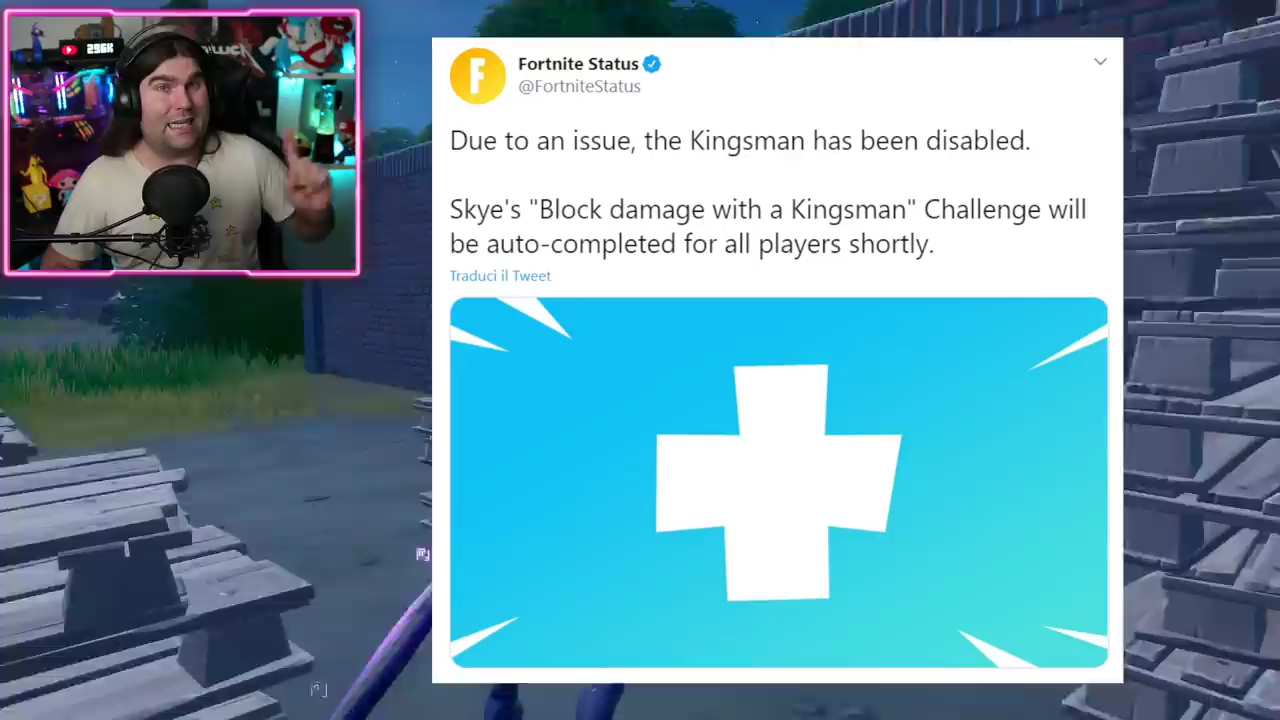 296K
Fortnite Status
@FortniteStatus
Due to an issue, the Kingsman has been disabled.
Skye's "Block damage with a Kingsman" Challenge will
be auto-completed for all players shortly.
Traduci il Tweet